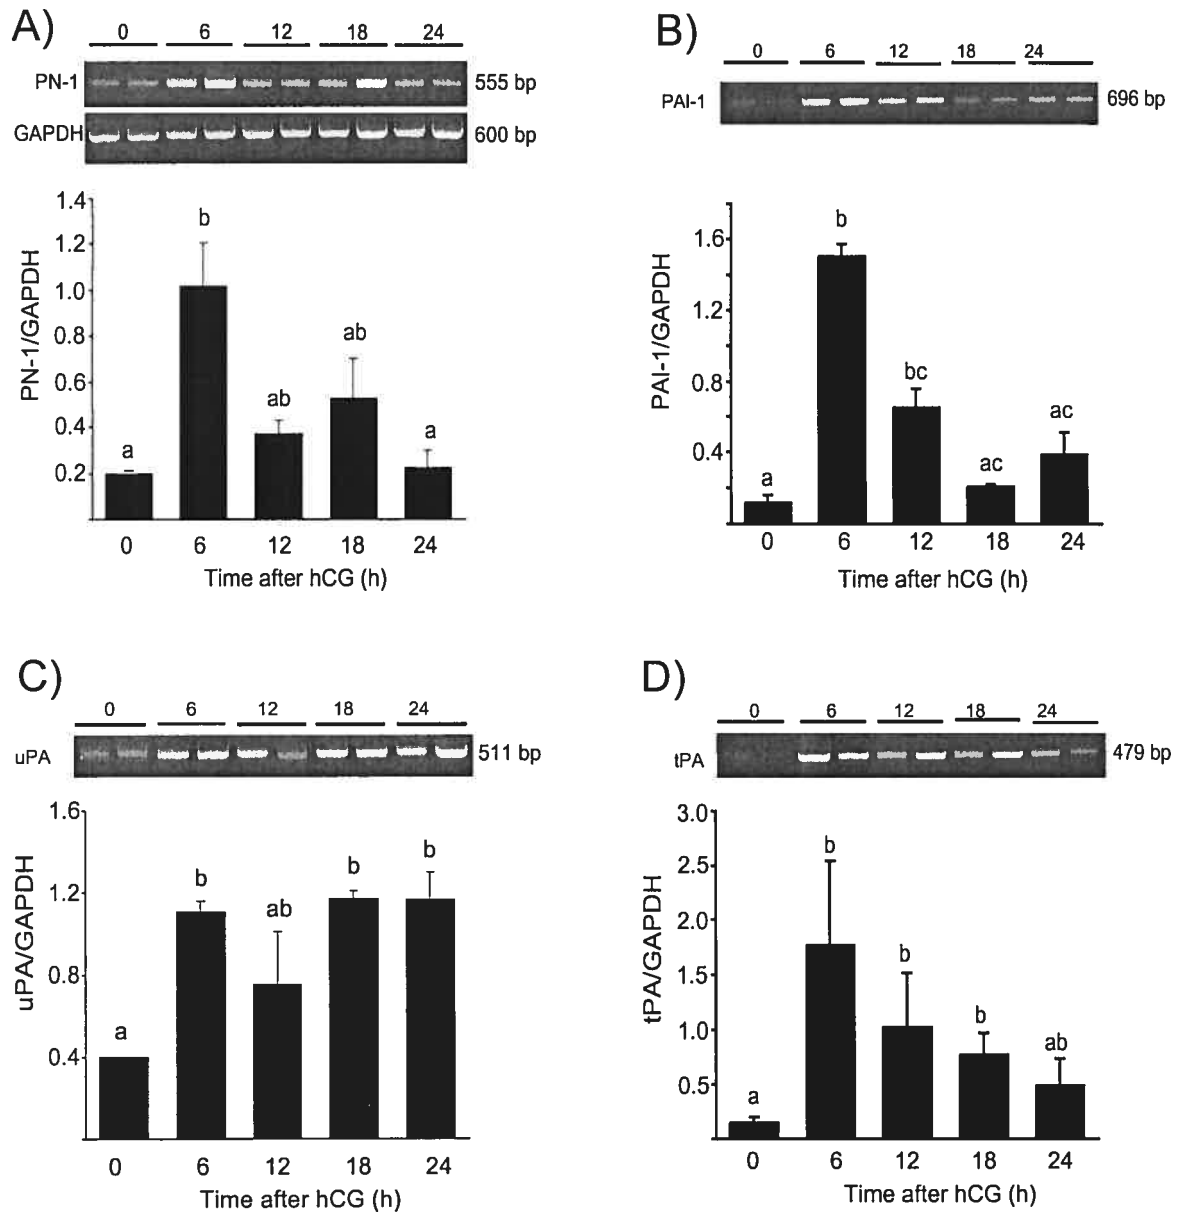 A)
0 6 12 18 24
PN-1 555 bp
GAPDH 600 bp
PN-1/GAPDH
1.4
1.2
1.0
0.8
0.6
0.4
0.2
a b ab ab a
0 6 12 18 24
Time after hCG (h)
B)
0 6 12 18 24
PAI-1 696 bp
PAI-1/GAPDH
1.6
1.2
0.8
0.4
a b bc ac ac
0 6 12 18 24
Time after hCG (h)
C)
0 6 12 18 24
uPA 511 bp
uPA/GAPDH
1.6
1.2
0.8
0.4
a b ab b b
0 6 12 18 24
Time after hCG (h)
D)
0 6 12 18 24
tPA 479 bp
tPA/GAPDH
3.0
2.5
2.0
1.5
1.0
0.5
a b b b ab
0 6 12 18 24
Time after hCG (h)